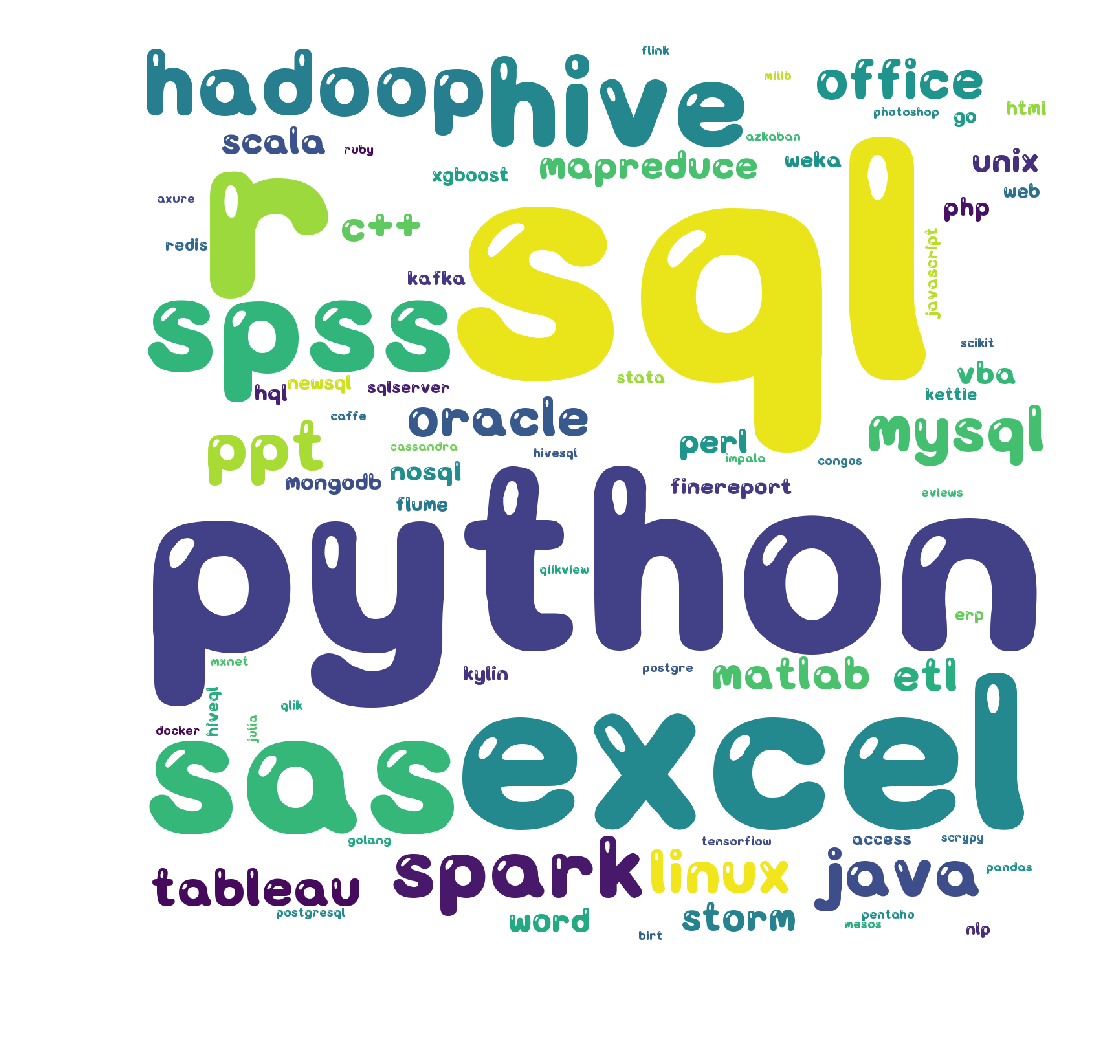 flink
hadoop
hive
mlib
office
photoshop
go
html
scala
ruby
azkaban
xgboost
mapreduce
weka
unix
axure
r
sql
web
php
c++
redis
kafka
javascript
spss
scikit
stata
vba
hql
newsql
sqlserver
kettle
caffe
oracle
mysql
ppt
cassandra
hivesql
perl
impala
congos
mongodb
nosql
finereport
eviews
flume
python
qlikview
erp
mxnet
kylin
postgre
matlab
etl
hiveql
qlik
julia
docker
sas
excel
golang
tensorflow
access
scrypy
tableau
spark
linux
java
pandas
postgresql
word
storm
pentaho
mesos
birt
nlp